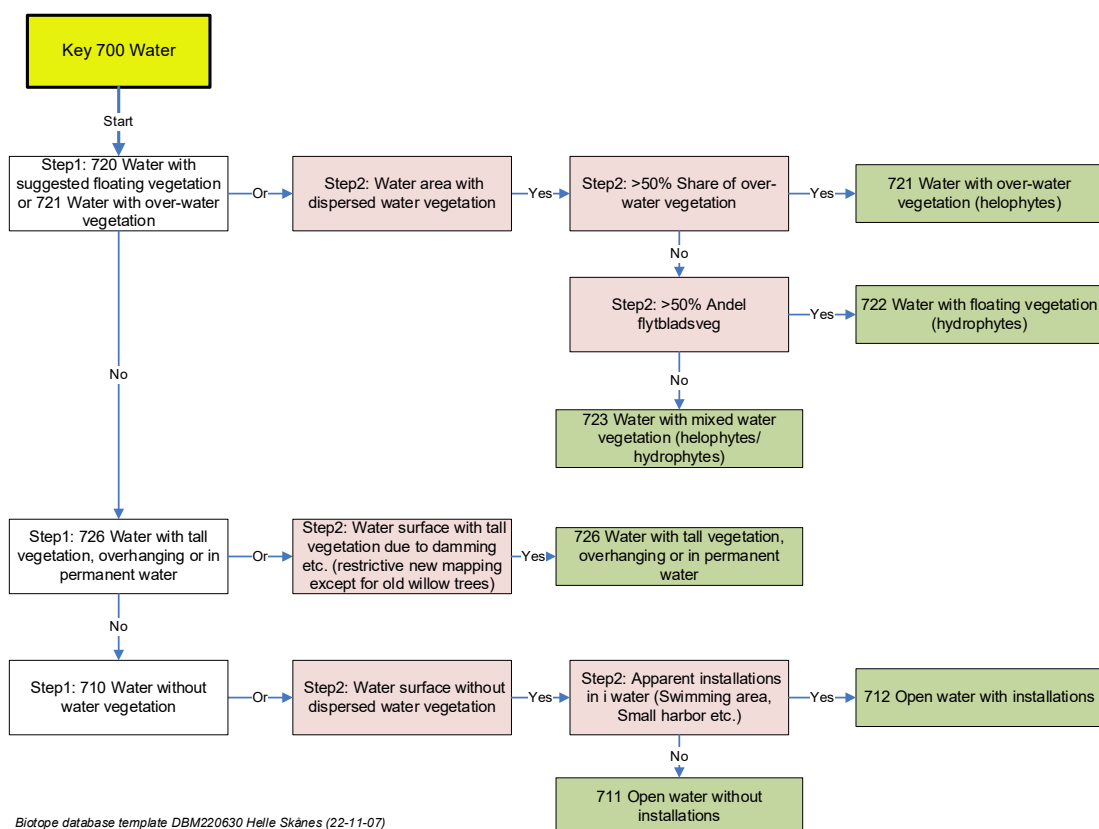 Key 700 Water
Start
Step1: 720 Water with
suggested floating vegetation
or 721 Water with over-water
vegetation
Or
Step2: Water area with
dispersed water vegetation
Yes
Step2: >50% Share of over-
water vegetation
Yes
721 Water with over-water
vegetation (helophytes)
No
Step2: >50% Andel
flytbladsveg
Yes
722 Water with floating vegetation
(hydrophytes)
No
No
723 Water with mixed water
vegetation (helophytes/
hydrophytes)
Step1: 726 Water with tall
vegetation, overhanging or in
permanent water
Or
Step2: Water surface with tall
vegetation due to damming
etc. (restrictive new mapping
except for old willow trees)
Yes
726 Water with tall vegetation,
overhanging or in permanent
water
No
Step1: 710 Water without
water vegetation
Or
Step2: Water surface without
dispersed water vegetation
Yes
Step2: Apparent installations
in i water (Swimming area,
Small harbor etc.)
Yes
712 Open water with installations
No
711 Open water without
installations
Biotope database template DBM220630 Helle Skånes (22-11-07)